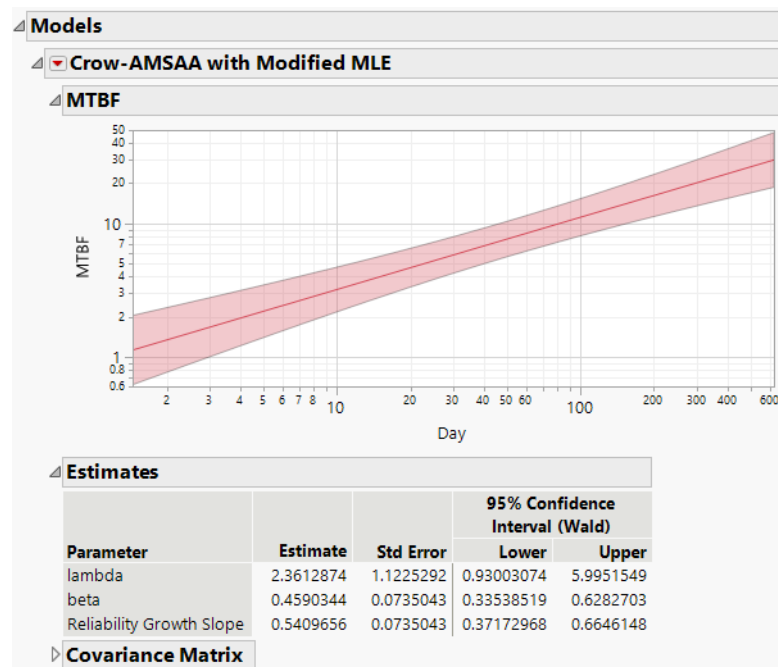 Models
Crow-AMSAA with Modified MLE
MTBF
50
40
30
20
10
7
5
4
3
2
1
0.8
0.6
MTBF
2 3 4 5 6 7 8 10 20 30 40 50 60 100 200 300 400 600
Day
Estimates
95% Confidence
Interval (Wald)
Parameter Estimate Std Error Lower Upper
lambda 2.3612874 1.1225292 0.93003074 5.9951549
beta 0.4590344 0.0735043 0.33538519 0.6282703
Reliability Growth Slope 0.5409656 0.0735043 0.37172968 0.6646148
Covariance Matrix